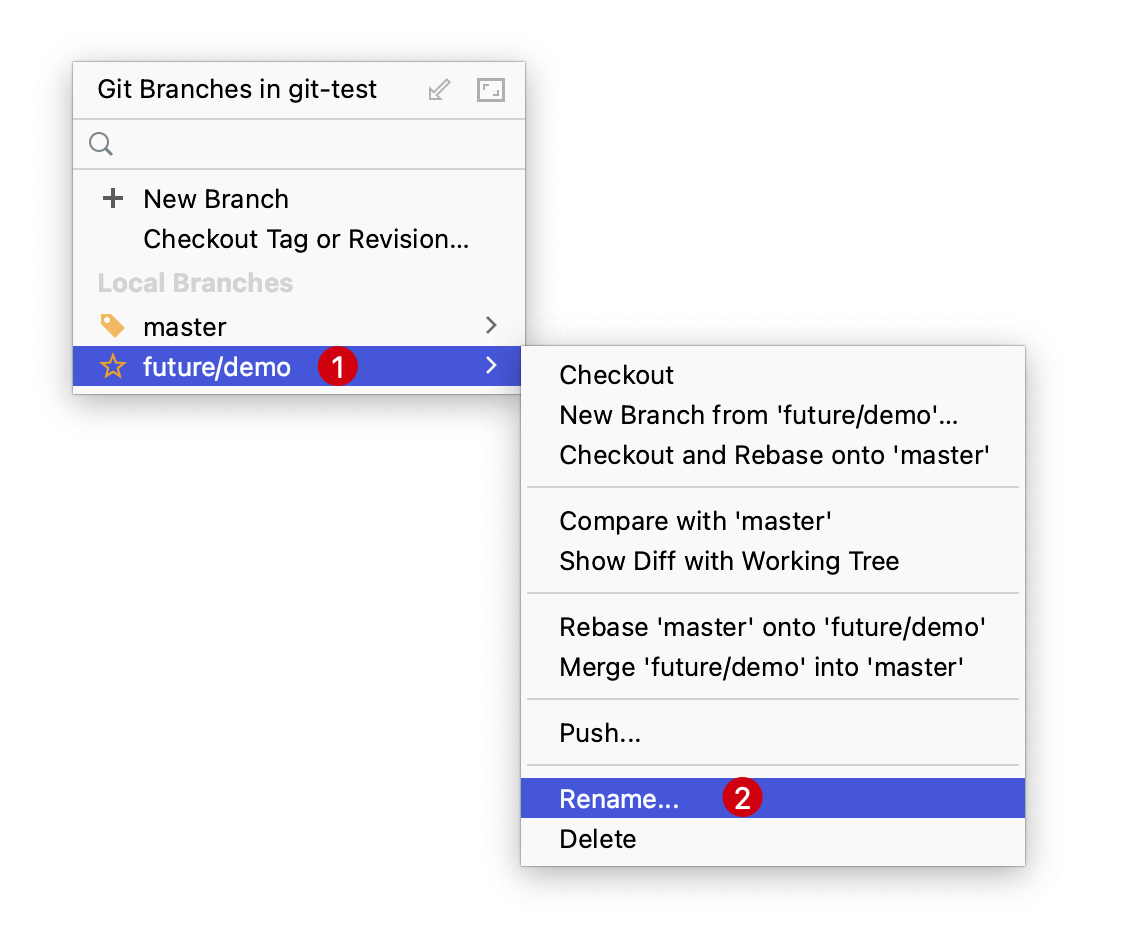 Git Branches in git-test
New Branch
Checkout Tag or Revision...
Local Branches
master
future/demo 1
Checkout
New Branch from 'future/demo'...
Checkout and Rebase onto 'master'
Compare with 'master'
Show Diff with Working Tree
Rebase 'master' onto 'future/demo'
Merge 'future/demo' into 'master'
Push...
Rename... 2
Delete